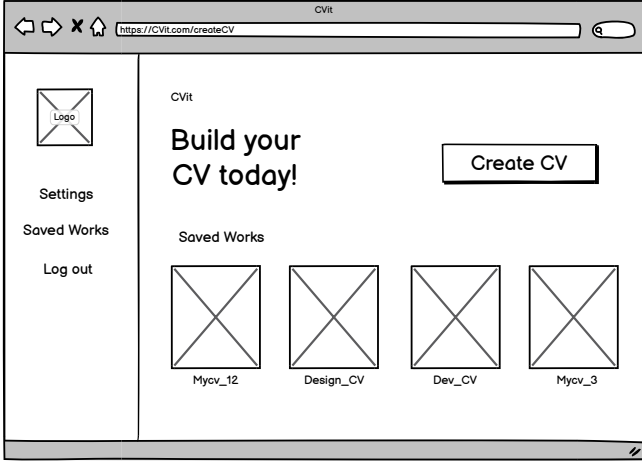 CVit
https://CVit.com/createCV
Logo
Settings
Saved Works
Log out
CVit
Build your
CV today!
Create CV
Saved Works
Mycv_12
Design_CV
Dev_CV
Mycv_3